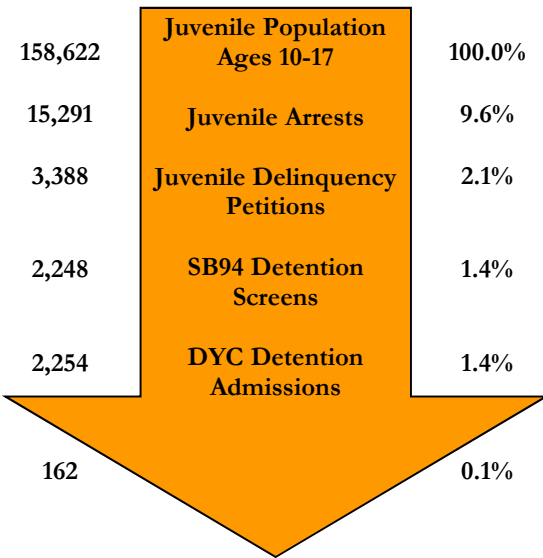 Juvenile Population
158,622 Ages 10-17 100.0%
15,291 Juvenile Arrests 9.6%
3,388 Juvenile Delinquency 2.1%
Petitions
2,248 SB94 Detention 1.4%
Screens
2,254 DYC Detention 1.4%
Admissions
162 0.1%